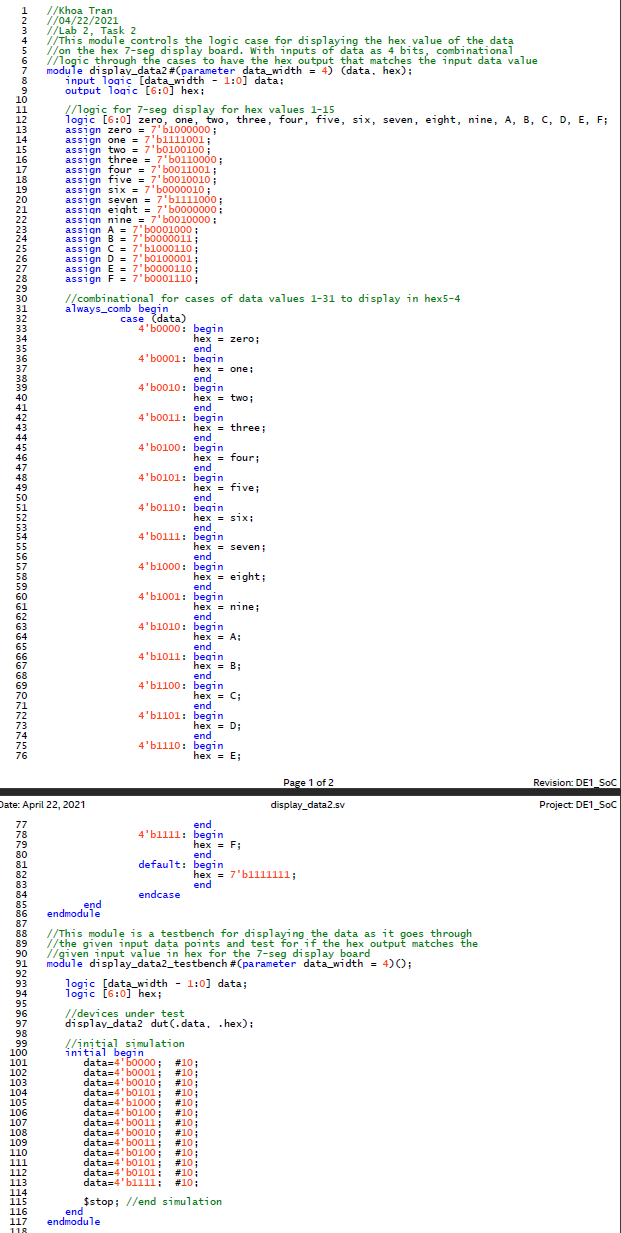 1 //Khoa Tran
2 //04/22/2021
3 //Lab 2, Task 2
4 //This module controls the logic case for displaying the hex value of the data
5 //on the hex 7-seg display board. With inputs of data as 4 bits, combinational
6 //logic through the cases to have the hex output that matches the input data value
7 module display_data2#(parameter data_width = 4) (data, hex);
8 input logic [data_width - 1:0] data;
9 output logic [6:0] hex;
10
11 //logic for 7-seg display for hex values 1-15
12 logic [6:0] zero, one, two, three, four, five, six, seven, eight, nine, A, B, C, D, E, F;
13 assign zero = 7'b1000000;
14 assign one = 7'b1111001;
15 assign two = 7'b0100100;
16 assign three = 7'b0110000;
17 assign four = 7'b0011001;
18 assign five = 7'b0010010;
19 assign six = 7'b0000010;
20 assign seven = 7'b1111000;
21 assign eight = 7'b0000000;
22 assign nine = 7'b0010000;
23 assign A = 7'b0001000;
24 assign B = 7'b0000011;
25 assign C = 7'b1000110;
26 assign D = 7'b0100001;
27 assign E = 7'b0000110;
28 assign F = 7'b0001110;
29
30 //combinational for cases of data values 1-31 to display in hex5-4
31 always_comb begin
32 case (data)
33 4'b0000: begin
34 hex = zero;
35 end
36 4'b0001: begin
37 hex = one;
38 end
39 4'b0010: begin
40 hex = two;
41 end
42 4'b0011: begin
43 hex = three;
44 end
45 4'b0100: begin
46 hex = four;
47 end
48 4'b0101: begin
49 hex = five;
50 end
51 4'b0110: begin
52 hex = six;
53 end
54 4'b0111: begin
55 hex = seven;
56 end
57 4'b1000: begin
58 hex = eight;
59 end
60 4'b1001: begin
61 hex = nine;
62 end
63 4'b1010: begin
64 hex = A;
65 end
66 4'b1011: begin
67 hex = B;
68 end
69 4'b1100: begin
70 hex = C;
71 end
72 4'b1101: begin
73 hex = D;
74 end
75 4'b1110: begin
76 hex = E;
Page 1 of 2 Revision: DE1_SoC
Date: April 22, 2021 display_data2.sv Project: DE1_SoC
77 end
78 4'b1111: begin
79 hex = F;
80 end
81 default: begin
82 hex = 7'b1111111;
83 end
84 endcase
85 end
86 endmodule
87
88 //This module is a testbench for displaying the data as it goes through
89 //the given input data points and test for if the hex output matches the
90 //given input value in hex for the 7-seg display board
91 module display_data2_testbench#(parameter data_width = 4)();
92
93 logic [data_width - 1:0] data;
94 logic [6:0] hex;
95
96 //devices under test
97 display_data2 dut(.data, .hex);
98
99 //initial simulation
100 initial begin
101 data=4'b0000; #10;
102 data=4'b0001; #10;
103 data=4'b0010; #10;
104 data=4'b0101; #10;
105 data=4'b1000; #10;
106 data=4'b0100; #10;
107 data=4'b0011; #10;
108 data=4'b0010; #10;
109 data=4'b0011; #10;
110 data=4'b0100; #10;
111 data=4'b0101; #10;
112 data=4'b0101; #10;
113 data=4'b1111; #10;
114
115 $stop; //end simulation
116 end
117 endmodule
118